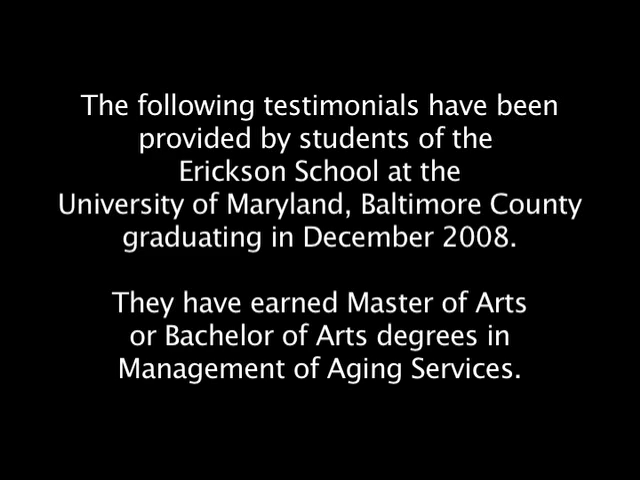 The following testimonials have been
provided by students of the
Erickson School at the
University of Maryland, Baltimore County
graduating in December 2008.
They have earned Master of Arts
or Bachelor of Arts degrees in
Management of Aging Services.